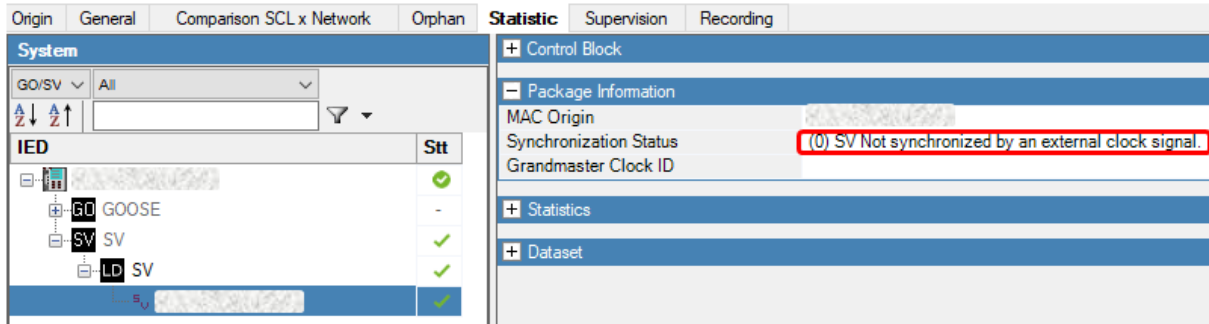 Origin General Comparison SCL x Network Orphan Statistic Supervision Recording
System
GO/SV All
IED Stt
GO GOOSE -
SV SV
LD SV
Control Block
Package Information
MAC Origin
Synchronization Status (0) SV Not synchronized by an external clock signal.
Grandmaster Clock ID
Statistics
Dataset